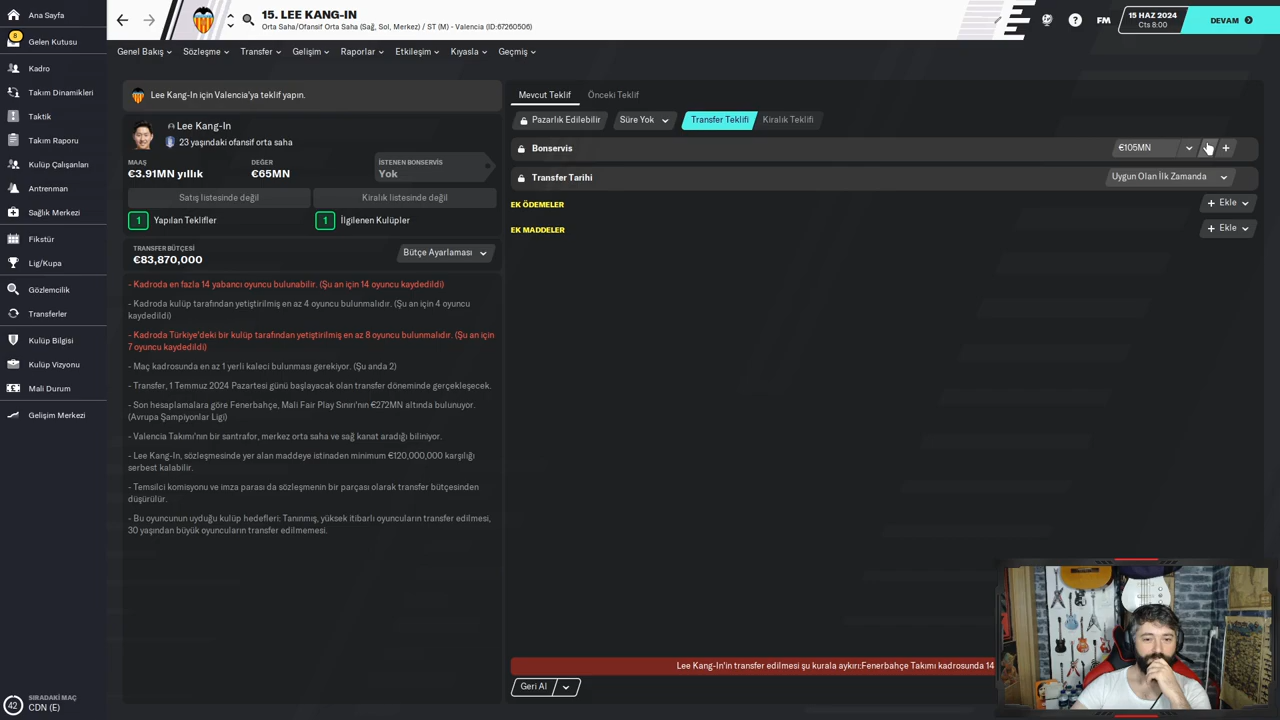 Ana Sayfa
8
Gelen Kutusu
Kadro
Takım Dinamikleri
Taktik
Takım Raporu
Kulüp Çalışanları
Antrenman
Sağlık Merkezi
Fikstür
Lig/Kupa
Gözlemcilik
Transferler
Kulüp Bilgisi
Kulüp Vizyonu
Mali Durum
Gelişim Merkezi
42
SIRADAKİ MAÇ
CDN (E)
15. LEE KANG-IN
Orta Saha/Ofansif Orta Saha (Sağ, Sol, Merkez) / ST (M) - Valencia (ID:67260506)
FM
15 HAZ 2024
Cts 8:00
DEVAM
Genel Bakış
Sözleşme
Transfer
Gelişim
Raporlar
Etkileşim
Kıyasla
Geçmiş
Lee Kang-In için Valencia'ya teklif yapın.
Lee Kang-In
23 yaşındaki ofansif orta saha
MAAŞ
€3.91MN yıllık
DEĞER
€65MN
İSTENEN BONSERVİS
Yok
Satış listesinde değil
Kiralık listesinde değil
1 Yapılan Teklifler
1 İlgilenen Kulüpler
TRANSFER BÜTÇESİ
€83,870,000
Bütçe Ayarlaması
- Kadroda en fazla 14 yabancı oyuncu bulunabilir. (Şu an için 14 oyuncu kaydedildi)
- Kadroda kulüp tarafından yetiştirilmiş en az 4 oyuncu bulunmalıdır. (Şu an için 4 oyuncu
kaydedildi)
- Kadroda Türkiye'deki bir kulüp tarafından yetiştirilmiş en az 8 oyuncu bulunmalıdır. (Şu an için
7 oyuncu kaydedildi)
- Maç kadrosunda en az 1 yerli kaleci bulunması gerekiyor. (Şu anda 2)
- Transfer, 1 Temmuz 2024 Pazartesi günü başlayacak olan transfer döneminde gerçekleşecek.
- Son hesaplamalara göre Fenerbahçe, Mali Fair Play Sınırı'nın €272MN altında bulunuyor.
(Avrupa Şampiyonlar Ligi)
- Valencia Takımı'nın bir santrafor, merkez orta saha ve sağ kanat aradığı biliniyor.
- Lee Kang-In, sözleşmesinde yer alan maddeye istinaden minimum €120,000,000 karşılığı
serbest kalabilir.
- Temsilci komisyonu ve imza parası da sözleşmenin bir parçası olarak transfer bütçesinden
düşürülür.
- Bu oyuncunun uyduğu kulüp hedefleri: Tanınmış, yüksek itibarlı oyuncuların transfer edilmesi,
30 yaşından büyük oyuncuların transfer edilmemesi.
Mevcut Teklif
Önceki Teklif
Pazarlık Edilebilir
Süre Yok
Transfer Teklifi
Kiralık Teklifi
Bonservis
€105MN
Transfer Tarihi
Uygun Olan İlk Zamanda
EK ÖDEMELER
+ Ekle
EK MADDELER
+ Ekle
Lee Kang-In'in transfer edilmesi şu kurala aykırı:Fenerbahçe Takımı kadrosunda 14
Geri Al